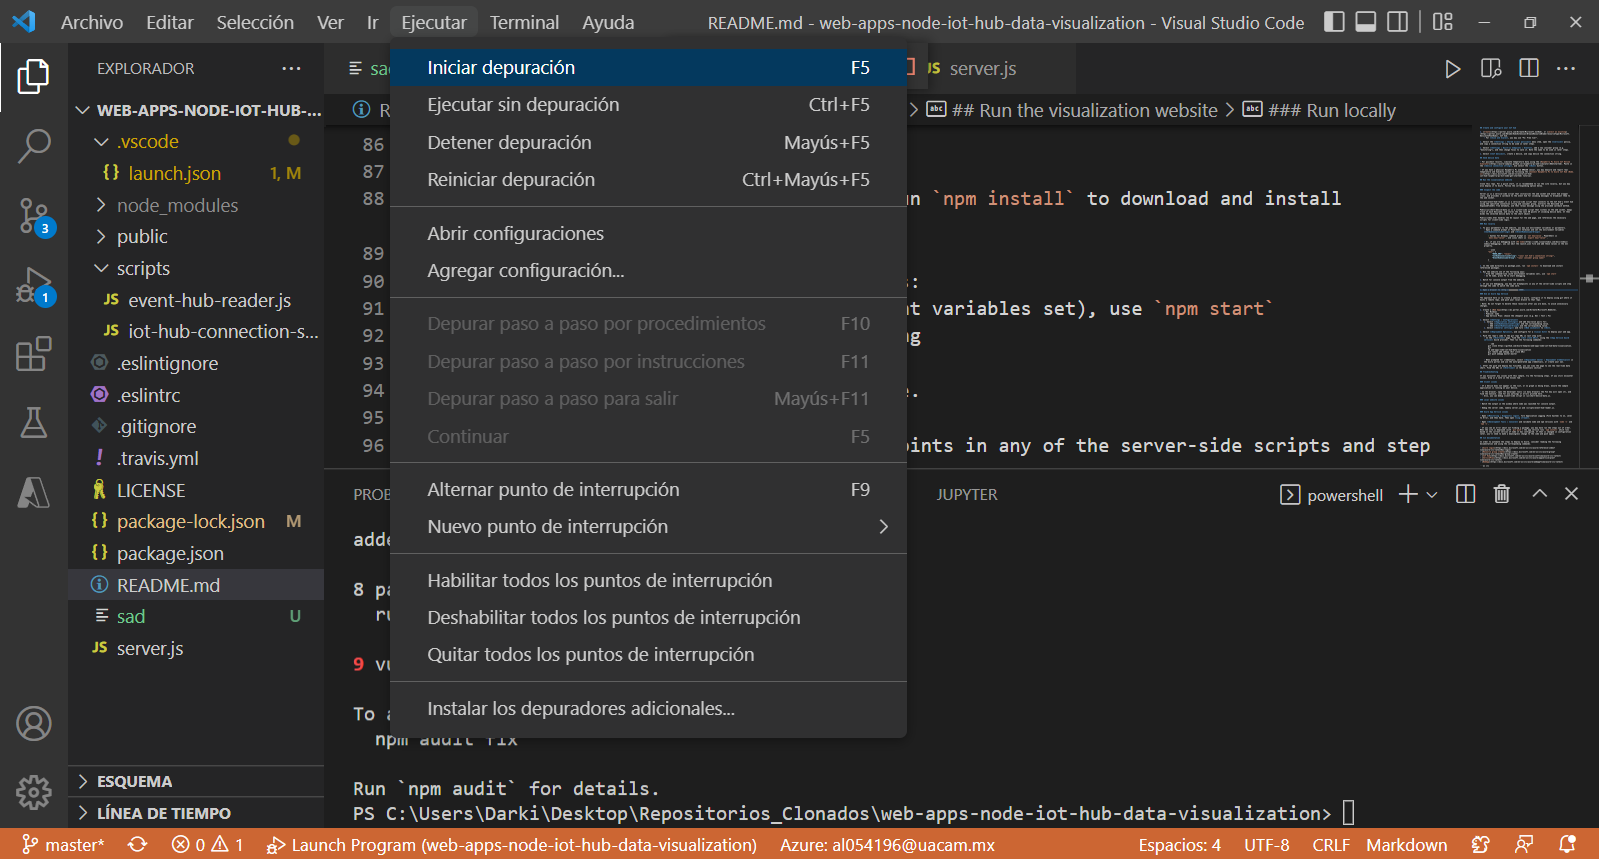 Archivo Editar Selección Ver Ir Ejecutar Terminal Ayuda README.md - web-apps-node-iot-hub-data-visualization - Visual Studio Code
EXPLORADOR
WEB-APPS-NODE-IOT-HUB-...
.vscode
{} launch.json 1, M
node_modules
public
scripts
JS event-hub-reader.js
JS iot-hub-connection-s...
.eslintignore
.eslintrc
.gitignore
! .travis.yml
LICENSE
{} package-lock.json M
{} package.json
README.md
sad U
JS server.js
ESQUEMA
LÍNEA DE TIEMPO
3
1
Iniciar depuración F5
Ejecutar sin depuración Ctrl+F5
Detener depuración Mayús+F5
Reiniciar depuración Ctrl+Mayús+F5
Abrir configuraciones
Agregar configuración...
Depurar paso a paso por procedimientos F10
Depurar paso a paso por instrucciones F11
Depurar paso a paso para salir Mayús+F11
Continuar F5
Alternar punto de interrupción F9
Nuevo punto de interrupción
Habilitar todos los puntos de interrupción
Deshabilitar todos los puntos de interrupción
Quitar todos los puntos de interrupción
Instalar los depuradores adicionales...
JS server.js
abc ## Run the visualization website > abc ### Run locally
86
87
88 `npm install` to download and install
89
90 :
91 variables set), use `npm start`
92
93
94 .
95
96 in any of the server-side scripts and step
JUPYTER powershell
8
9
To
npm audit fix
Run `npm audit` for details.
PS C:\Users\Darki\Desktop\Repositorios_Clonados\web-apps-node-iot-hub-data-visualization>
master* 0 1 Launch Program (web-apps-node-iot-hub-data-visualization) Azure: al054196@uacam.mx Espacios: 4 UTF-8 CRLF Markdown